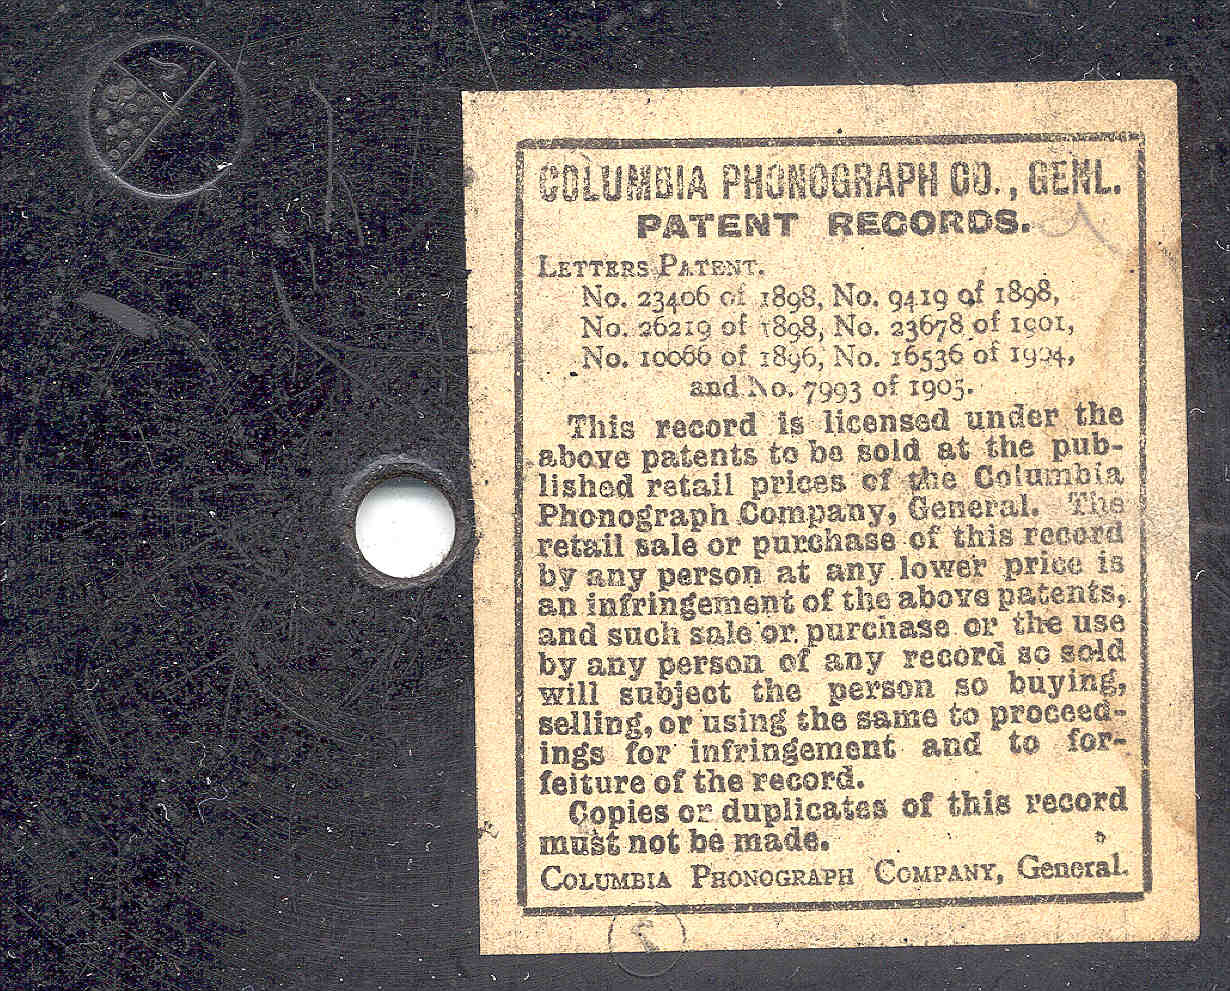 COLUMBIA PHONOGRAPH CO., GENL.
PATENT RECORDS.
LETTERS PATENT.
No. 23406 of 1898, No. 9419 of 1898,
No. 26219 of 1898, No. 23678 of 1901,
No. 10066 of 1896, No. 16536 of 1904,
and No. 7993 of 1905.
This record is licensed under the
above patents to be sold at the pub-
lished retail prices of the Columbia
Phonograph Company, General. The
retail sale or purchase of this record
by any person at any lower price is
an infringement of the above patents,
and such sale or purchase or the use
by any person of any record so sold
will subject the person so buying,
selling, or using the same to proceed-
ings for infringement and to for-
feiture of the record.
Copies or duplicates of this record
must not be made.
COLUMBIA PHONOGRAPH COMPANY, General.
2